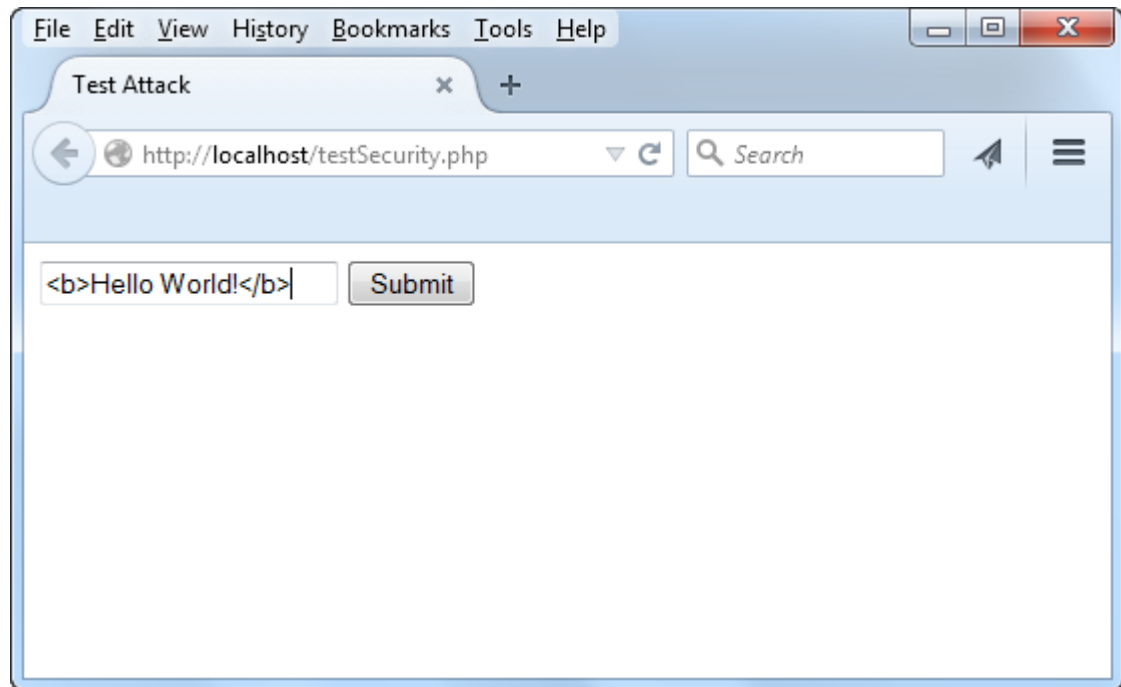 File Edit View History Bookmarks Tools Help
Test Attack
http://localhost/testSecurity.php Search
<b>Hello World!</b> Submit